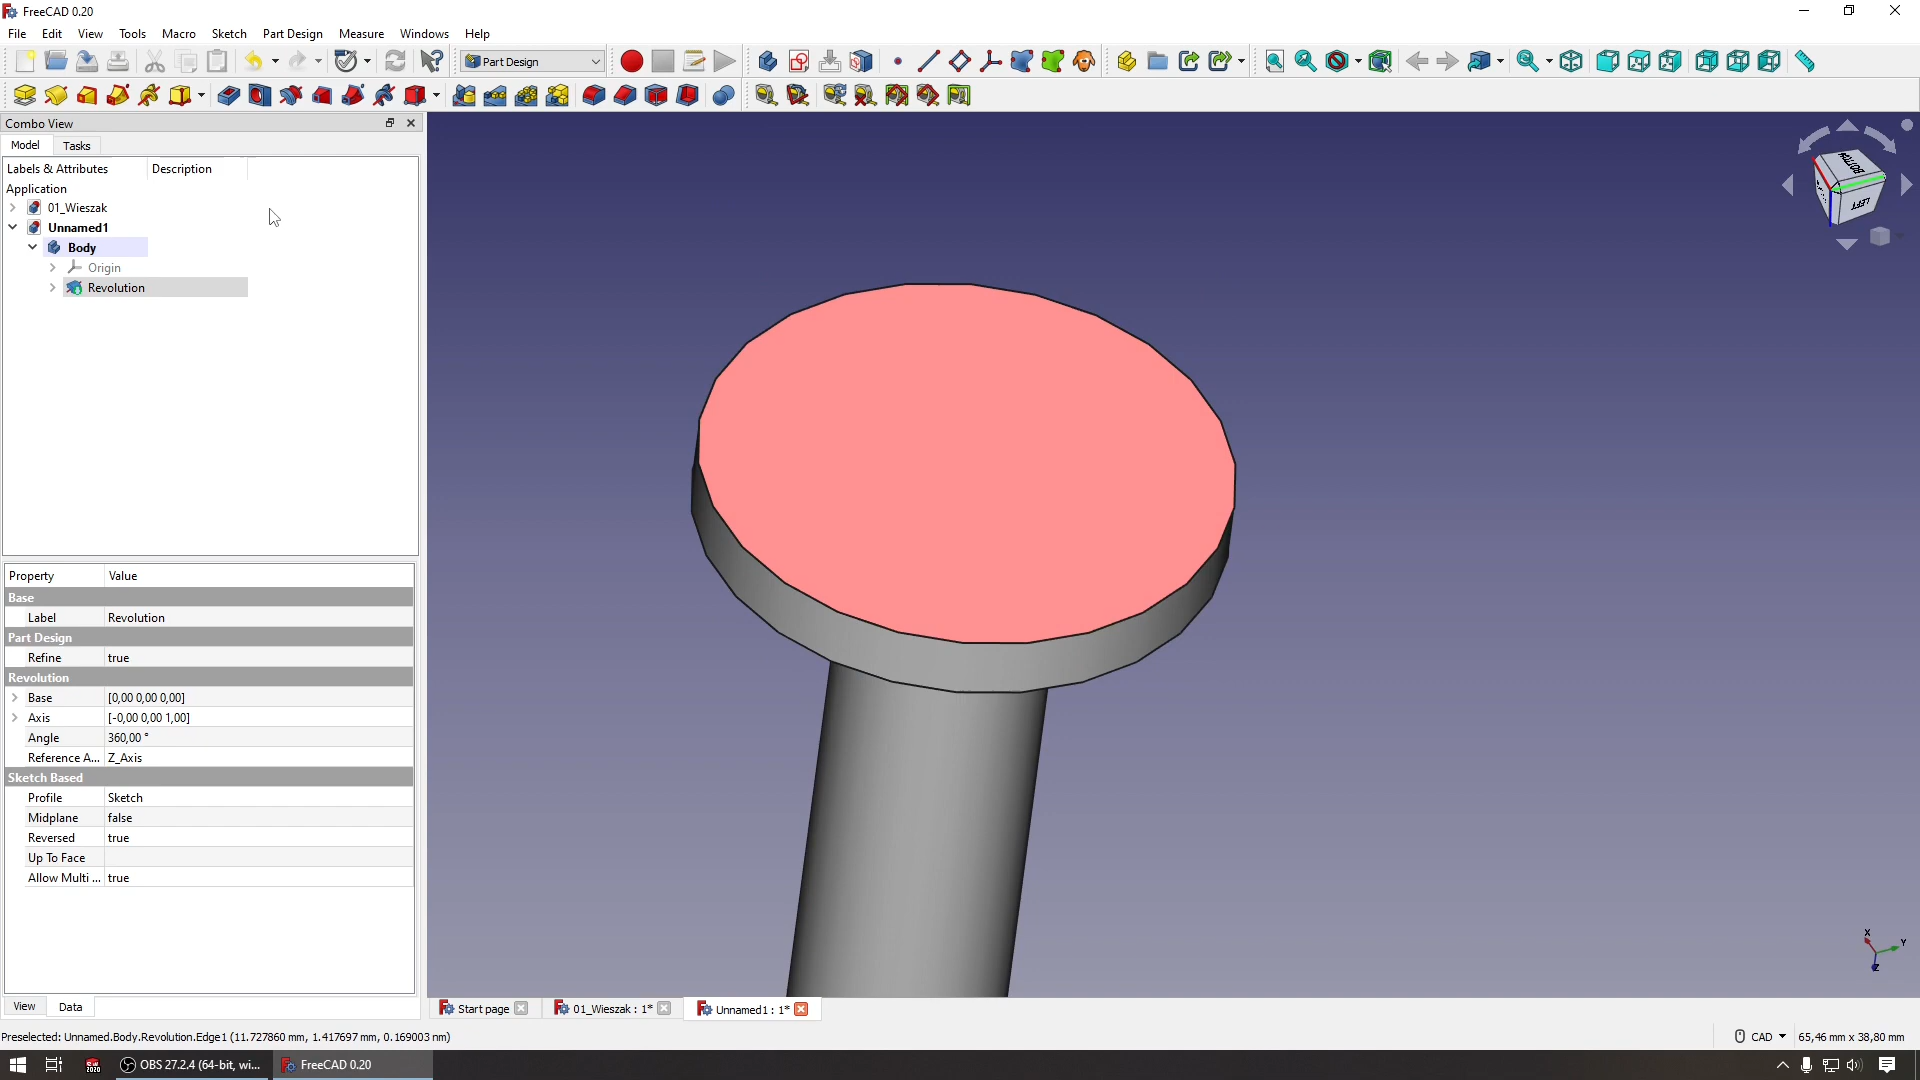 FreeCAD 0.20
File Edit View Tools Macro Sketch Part Design Measure Windows Help
Part Design
Combo View
Model Tasks
Labels & Attributes Description
Application
01_Wieszak
Unnamed1
Body
Origin
Revolution
Property Value
Base
Label Revolution
Part Design
Refine true
Revolution
Base [0,00 0,00 0,00]
Axis [-0,00 0,00 1,00]
Angle 360,00 °
Reference A... Z_Axis
Sketch Based
Profile Sketch
Midplane false
Reversed true
Up To Face
Allow Multi ... true
View Data
BOTTOM
LEFT
X
Y
Z
Start page 01_Wieszak : 1* Unnamed1 : 1*
Preselected: Unnamed.Body.Revolution.Edge1 (11.727860 mm, 1.417697 mm, 0.169003 mm)
CAD 65,46 mm x 38,80 mm
2020 OBS 27.2.4 (64-bit, wi... FreeCAD 0.20